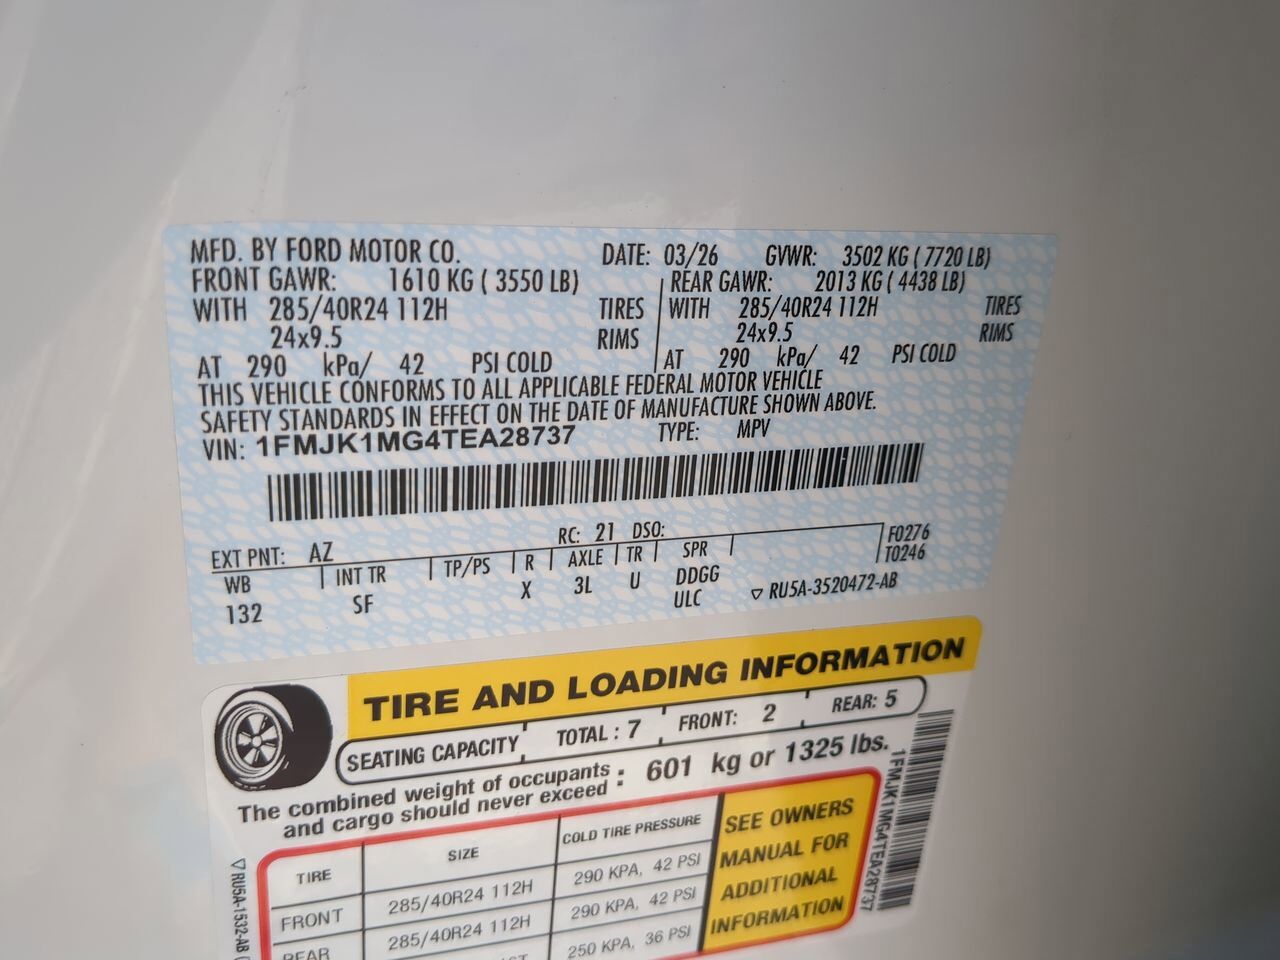 MFD. BY FORD MOTOR CO. DATE: 03/26 GVWR: 3502 KG ( 7720 LB)
FRONT GAWR: 1610 KG ( 3550 LB) REAR GAWR: 2013 KG ( 4438 LB)
WITH 285/40R24 112H TIRES WITH 285/40R24 112H TIRES
24x9.5 RIMS 24x9.5 RIMS
AT 290 kPa/ 42 PSI COLD AT 290 kPa/ 42 PSI COLD
THIS VEHICLE CONFORMS TO ALL APPLICABLE FEDERAL MOTOR VEHICLE
SAFETY STANDARDS IN EFFECT ON THE DATE OF MANUFACTURE SHOWN ABOVE.
VIN: 1FMJK1MG4TEA28737 TYPE: MPV
EXT PNT: AZ RC: 21 DSO: F0276
WB INT TR TP/PS R AXLE TR SPR T0246
132 SF X 3L U DDGG
ULC ▽ RU5A-3520472-AB
TIRE AND LOADING INFORMATION
SEATING CAPACITY TOTAL : 7 FRONT: 2 REAR: 5
The combined weight of occupants
and cargo should never exceed : 601 kg or 1325 lbs.
TIRE SIZE COLD TIRE PRESSURE
FRONT 285/40R24 112H 290 KPA, 42 PSI
REAR 285/40R24 112H 290 KPA, 42 PSI
250 KPA, 36 PSI
SEE OWNERS
MANUAL FOR
ADDITIONAL
INFORMATION
1FMJK1MG4TEA28737
▽ RU5A-1532-AB